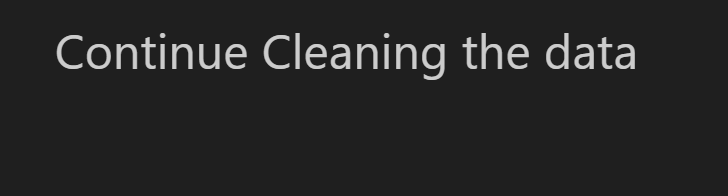 Continue Cleaning the data